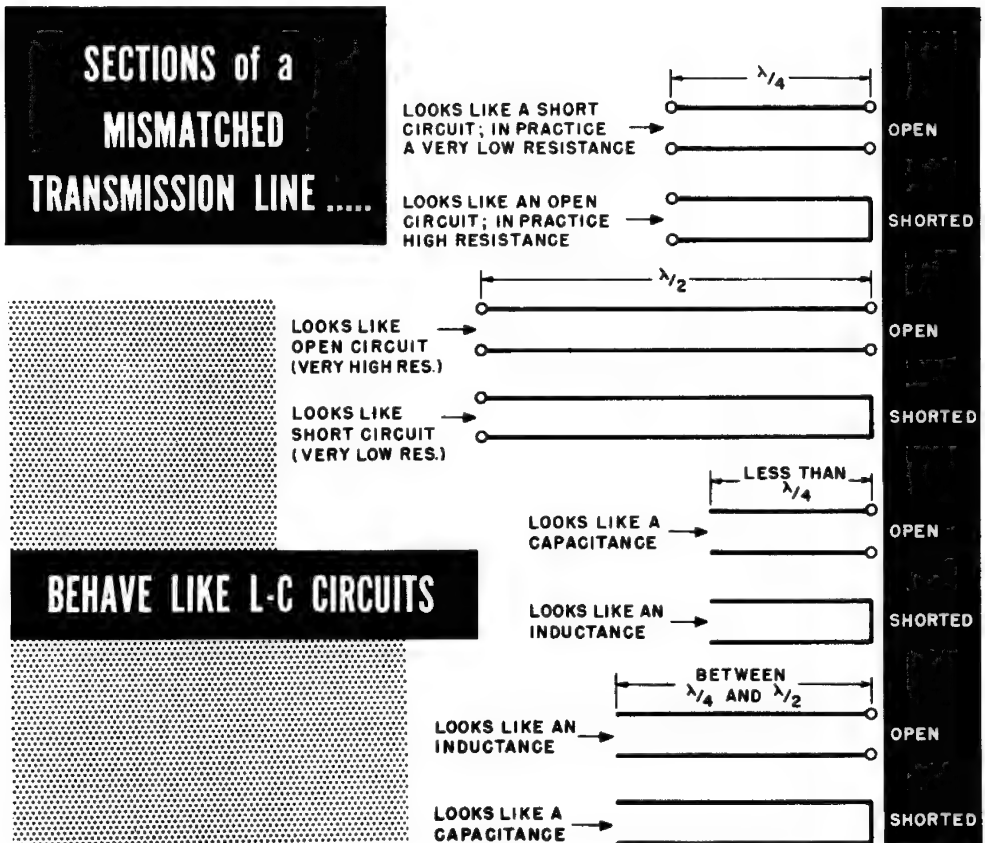 SECTIONS of a
MISMATCHED
TRANSMISSION LINE .....
λ/4
LOOKS LIKE A SHORT
CIRCUIT; IN PRACTICE
A VERY LOW RESISTANCE
OPEN
LOOKS LIKE AN OPEN
CIRCUIT; IN PRACTICE
HIGH RESISTANCE
SHORTED
λ/2
LOOKS LIKE
OPEN CIRCUIT
(VERY HIGH RES.)
OPEN
LOOKS LIKE
SHORT CIRCUIT
(VERY LOW RES.)
SHORTED
LESS THAN
λ/4
LOOKS LIKE A
CAPACITANCE
OPEN
BEHAVE LIKE L-C CIRCUITS
LOOKS LIKE AN
INDUCTANCE
SHORTED
BETWEEN
λ/4 AND λ/2
LOOKS LIKE AN
INDUCTANCE
OPEN
LOOKS LIKE A
CAPACITANCE
SHORTED